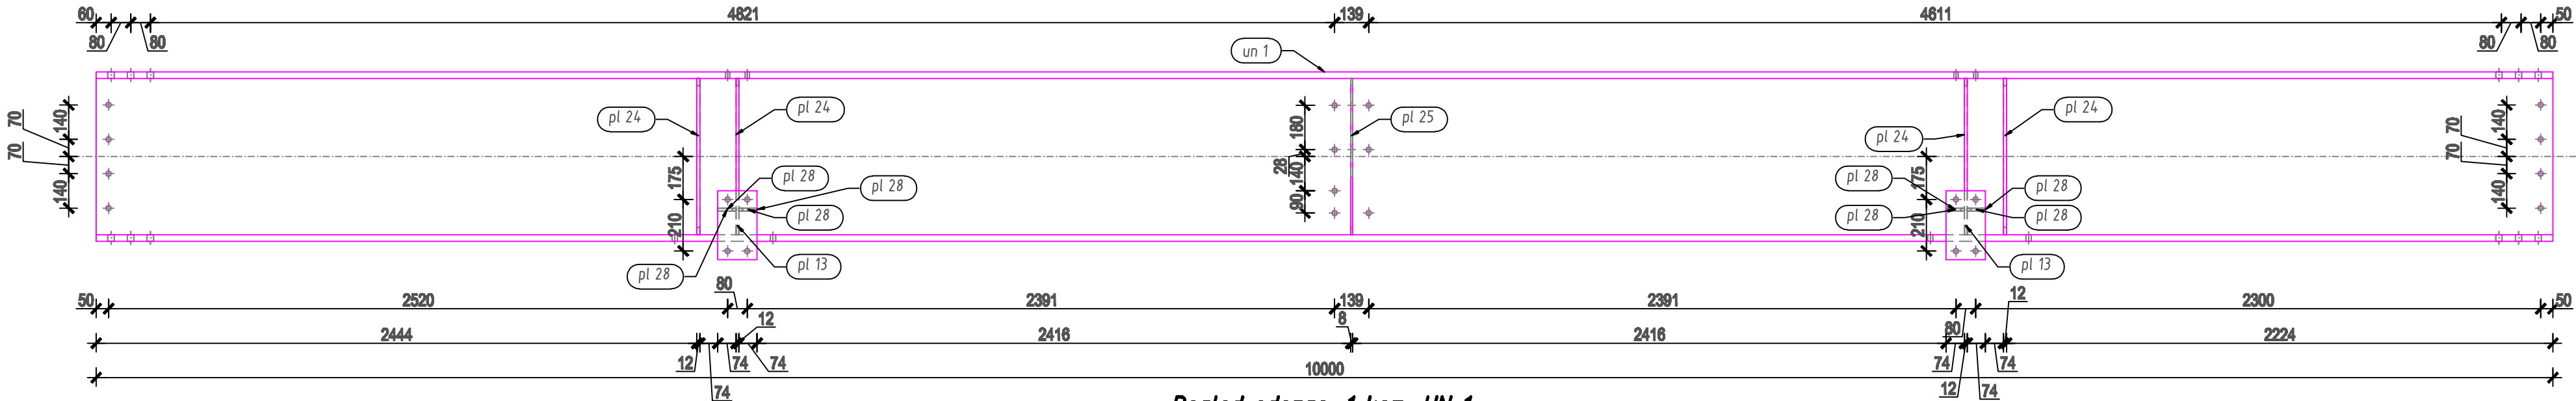 60 4821 139 4611 50
80 80 80 80
un 1
pl 24 pl 24 pl 25 pl 24 pl 24
70 140 180 70 140
70 140 28 140 90 70 140
175 210 175 210
pl 28 pl 28 pl 28 pl 28
pl 28 pl 28 pl 28
pl 28 pl 13 pl 13
50 2520 80 2391 139 2391 80 12 2300 50
2444 12 74 12 2416 8 2416 2224
12 74 74 74 74 74
74 12 74
10000